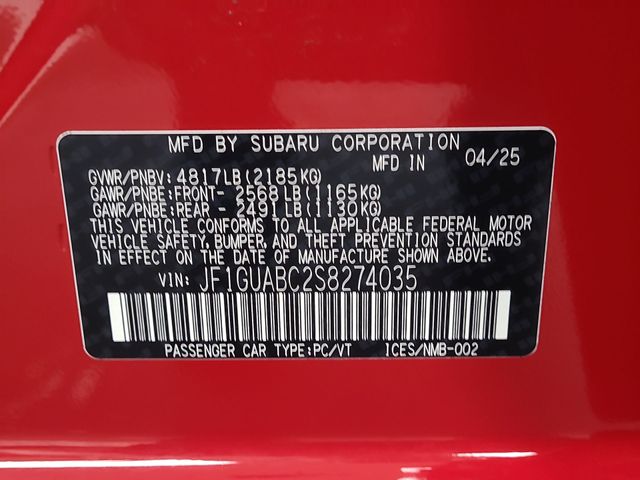 MFD BY SUBARU CORPORATION
MFD IN 04/25
GVWR/PNBV: 4817LB(2185KG)
GAWR/PNBE:FRONT- 2568LB(1165KG)
GAWR/PNBE:REAR - 2491LB(1130KG)
THIS VEHICLE CONFORMS TO ALL APPLICABLE FEDERAL MOTOR
VEHICLE SAFETY, BUMPER, AND THEFT PREVENTION STANDARDS
IN EFFECT ON THE DATE OF MANUFACTURE SHOWN ABOVE.
VIN: JF1GUABC2S8274035
PASSENGER CAR TYPE:PC/VT ICES/NMB-002